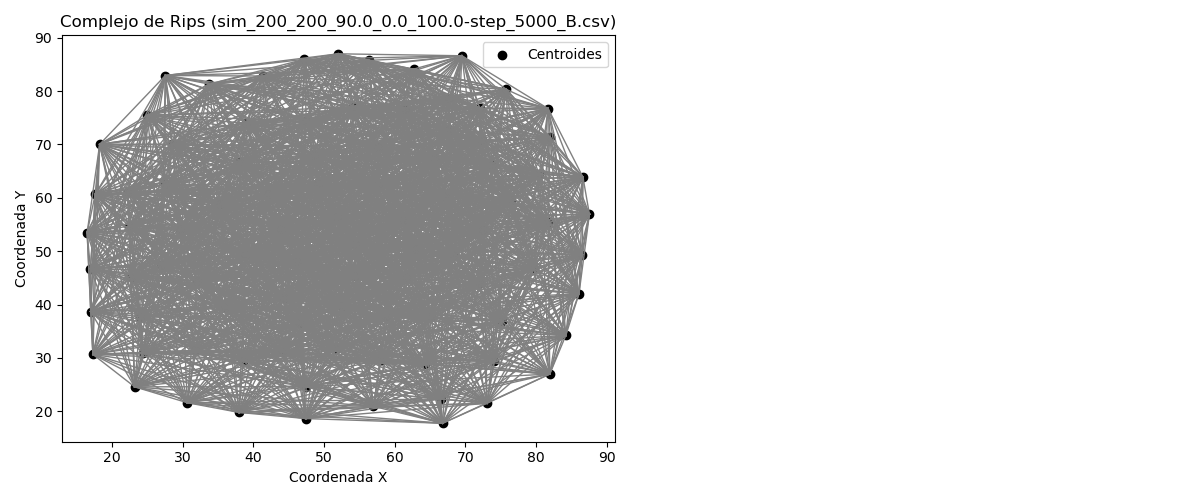 Complejo de Rips (sim_200_200_90.0_0.0_100.0-step_5000_B.csv)
Centroides
90
80
70
60
50
40
30
20
Coordenada Y
20 30 40 50 60 70 80 90
Coordenada X